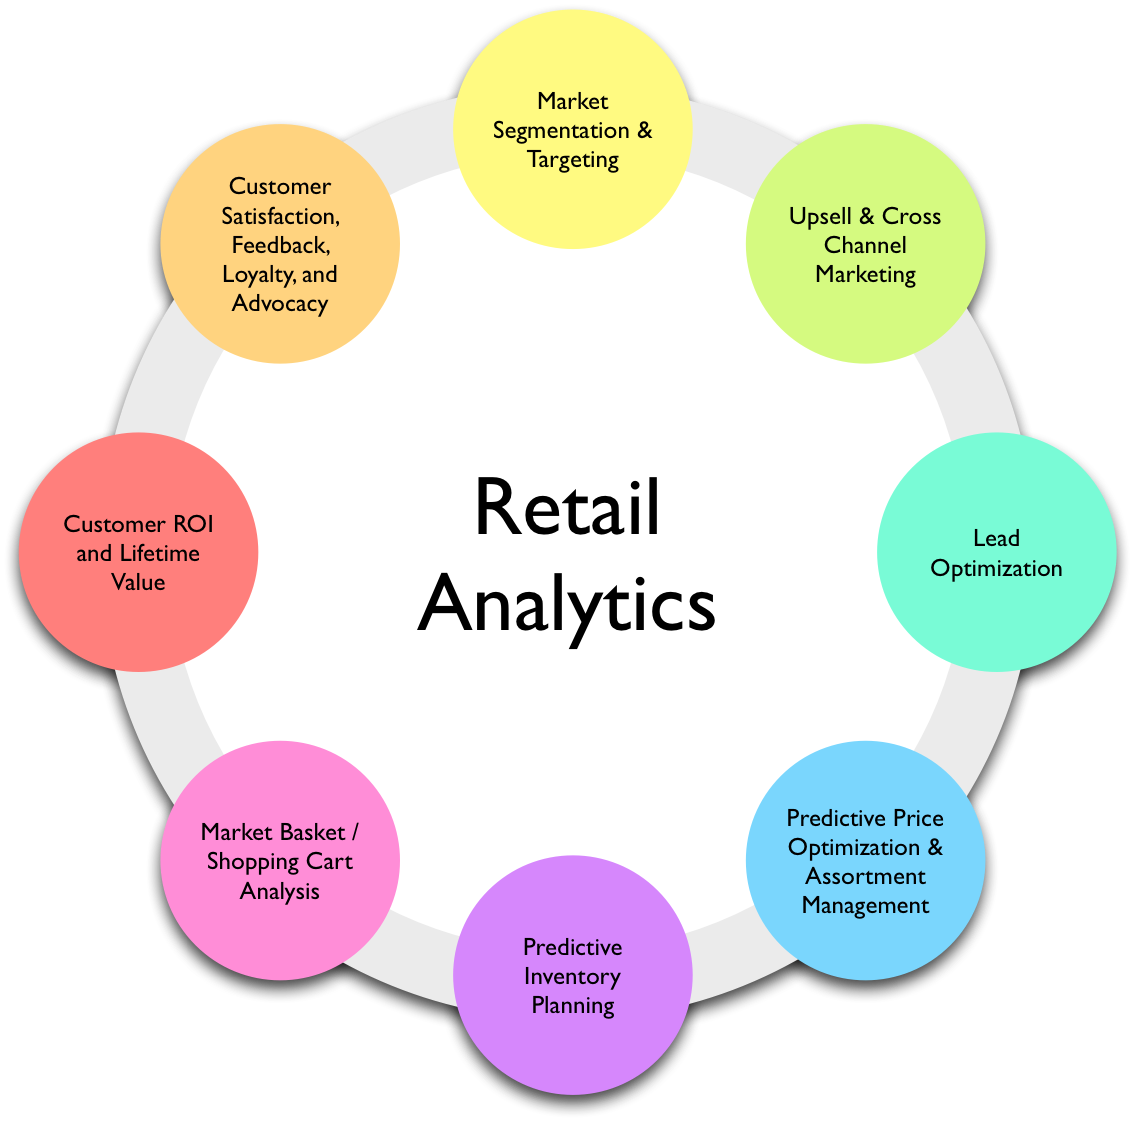 Market
Segmentation &
Targeting
Upsell & Cross
Channel
Marketing
Lead
Optimization
Predictive Price
Optimization &
Assortment
Management
Predictive
Inventory
Planning
Market Basket /
Shopping Cart
Analysis
Customer ROI
and Lifetime
Value
Customer
Satisfaction,
Feedback,
Loyalty, and
Advocacy
Retail
Analytics